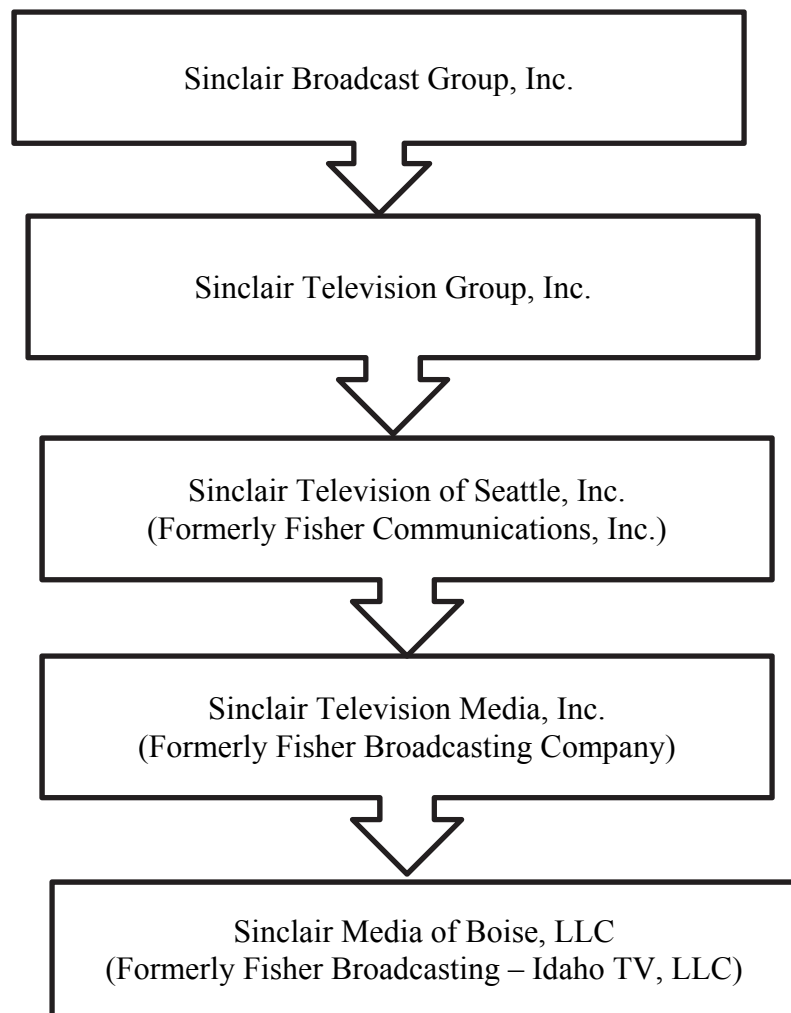 Sinclair Broadcast Group, Inc.
Sinclair Television Group, Inc.
Sinclair Television of Seattle, Inc.
(Formerly Fisher Communications, Inc.)
Sinclair Television Media, Inc.
(Formerly Fisher Broadcasting Company)
Sinclair Media of Boise, LLC
(Formerly Fisher Broadcasting – Idaho TV, LLC)